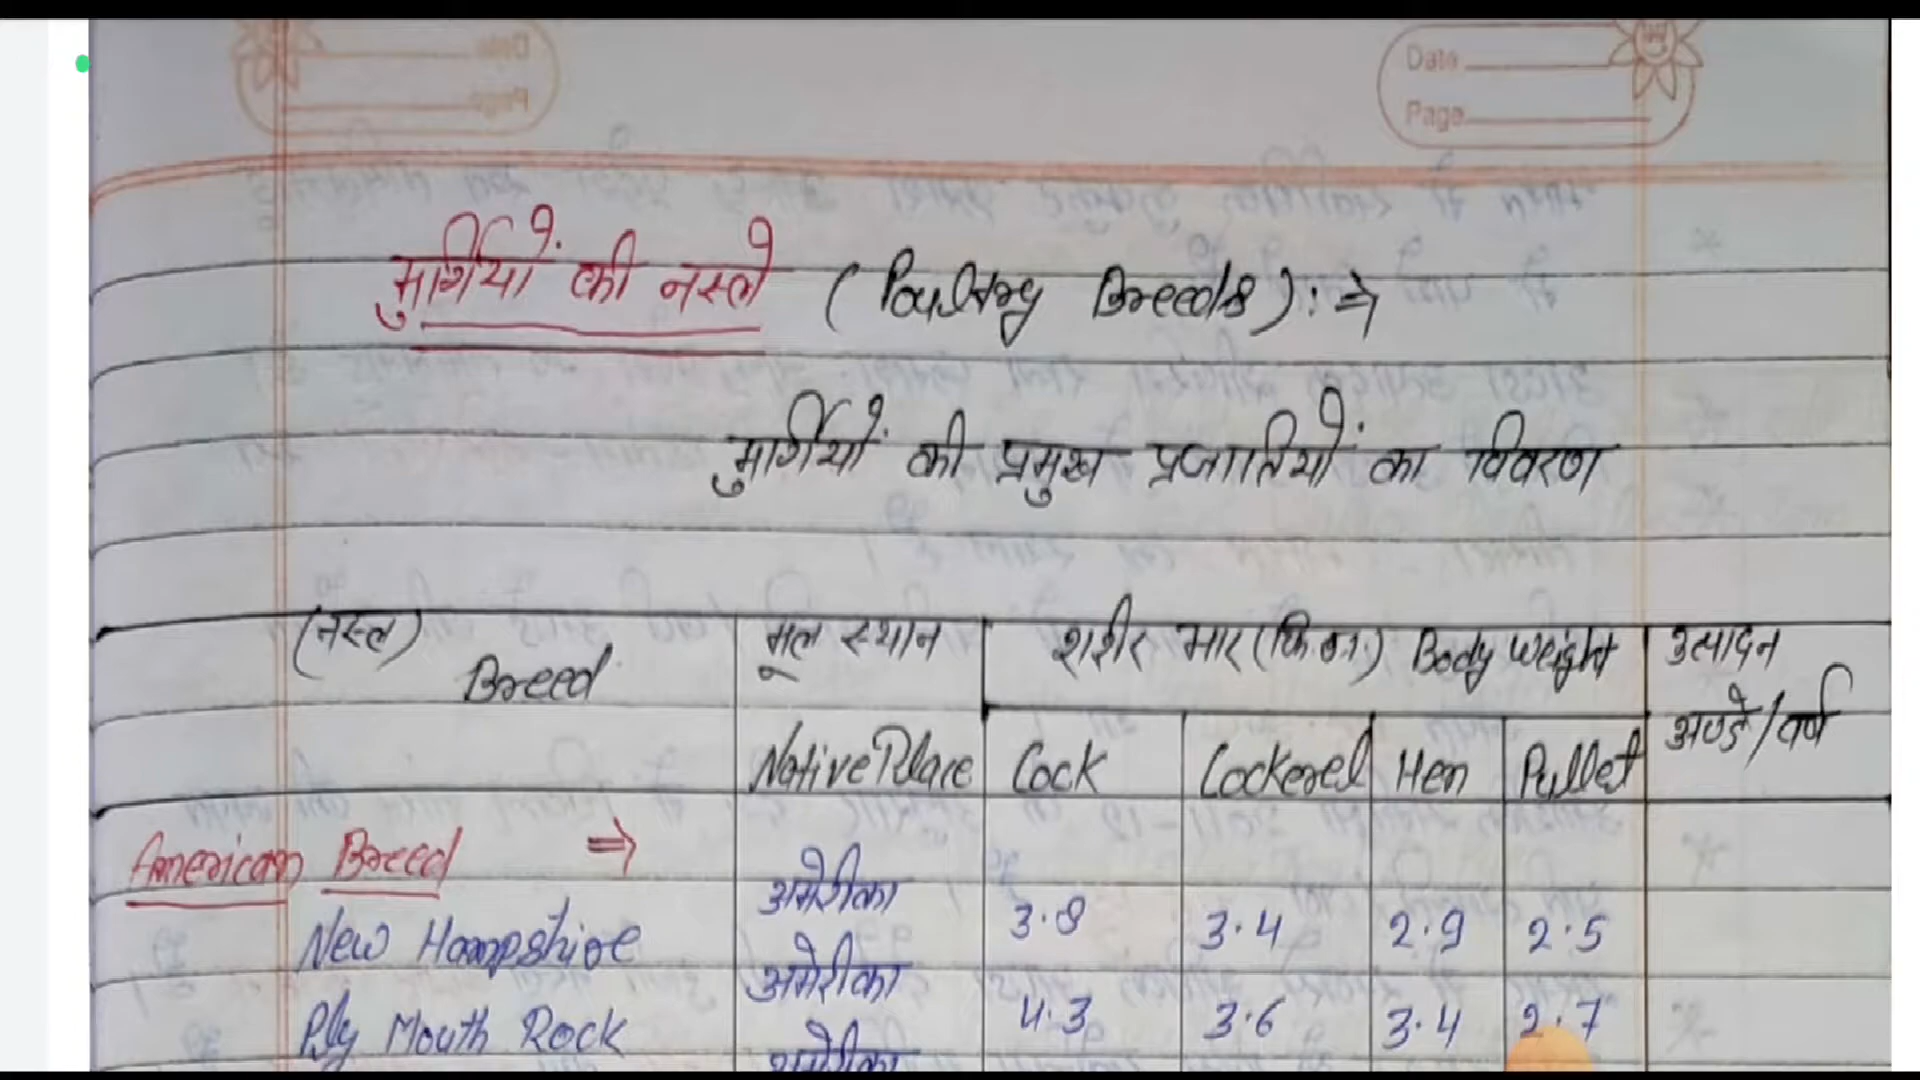 Date
Page
मुर्गियों की नस्ले (Poultry Breeds) : ⇒
मुर्गियों की प्रमुख प्रजातियों का विवरण
(नस्ल) Breed
मूल स्थान
शरीर भार (कि.ग्रा.) Body Weight
उत्पादन
अण्डे/वर्ष
Native Place Cock Cockerel Hen Pullet
American Breed ⇒
New Hampshire अमेरीका 3.8 3.4 2.9 2.5
Ply Mouth Rock अमेरीका 4.3 3.6 3.4 2.7
अमेरीका